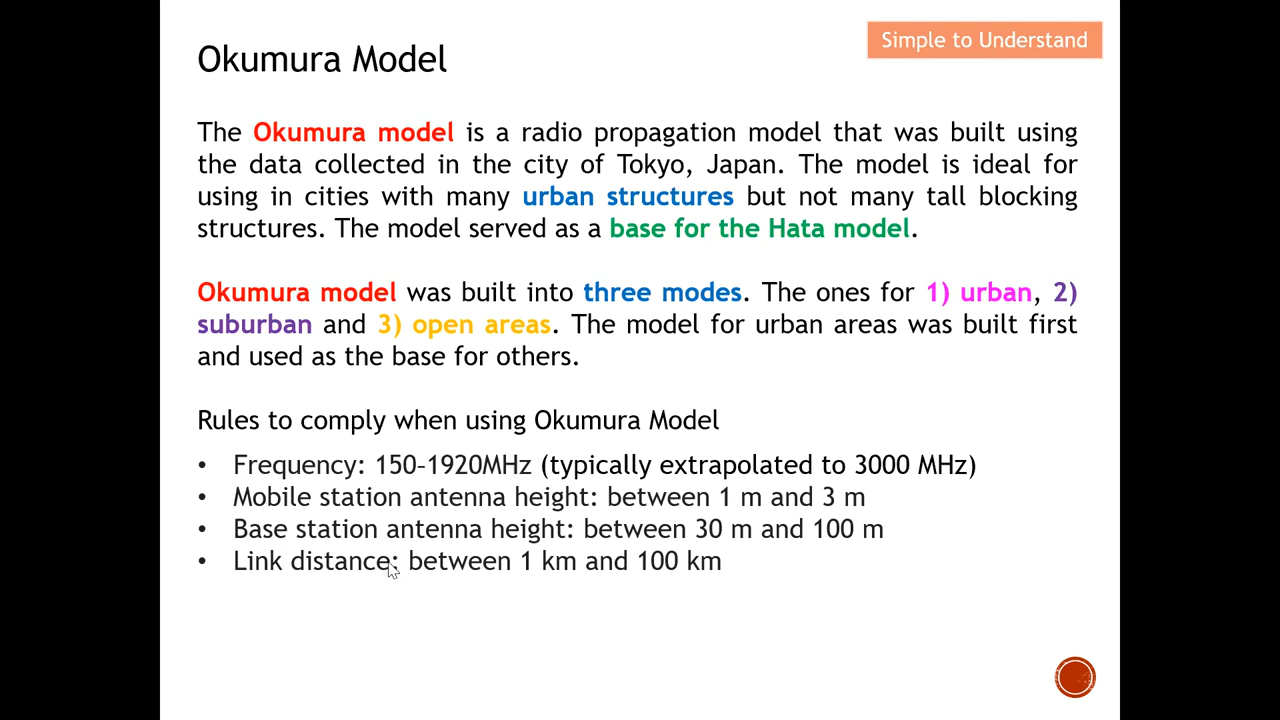 Simple to Understand
Okumura Model
The Okumura model is a radio propagation model that was built using
the data collected in the city of Tokyo, Japan. The model is ideal for
using in cities with many urban structures but not many tall blocking
structures. The model served as a base for the Hata model.
Okumura model was built into three modes. The ones for 1) urban, 2)
suburban and 3) open areas. The model for urban areas was built first
and used as the base for others.
Rules to comply when using Okumura Model
• Frequency: 150–1920MHz (typically extrapolated to 3000 MHz)
• Mobile station antenna height: between 1 m and 3 m
• Base station antenna height: between 30 m and 100 m
• Link distance: between 1 km and 100 km